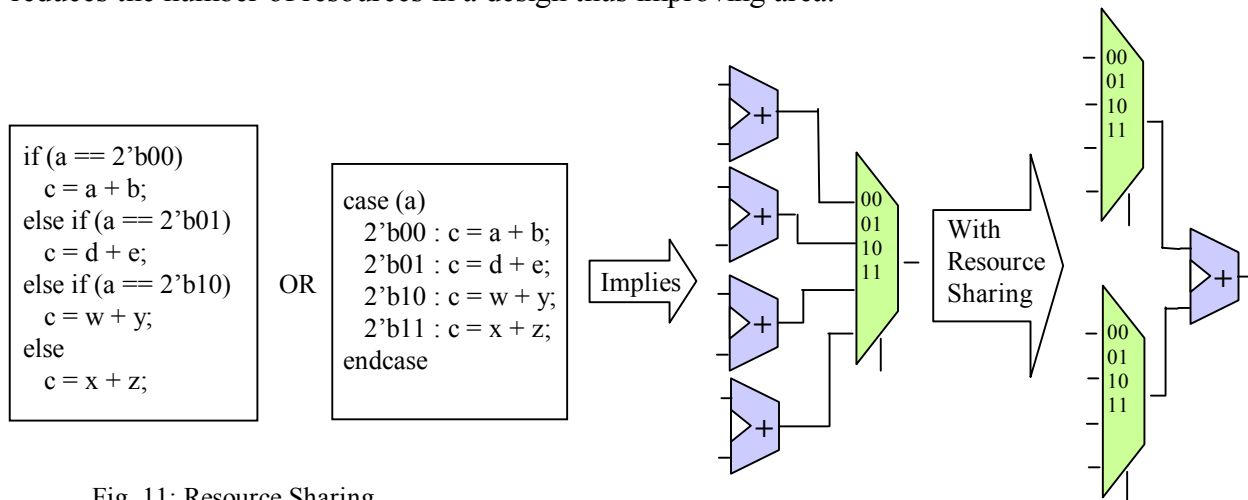 reduces the number of resources in a design thus improving area.
if (a == 2’b00)
c = a + b;
else if (a == 2’b01)
c = d + e;
else if (a == 2’b10)
c = w + y;
else
c = x + z;
OR
case (a)
2’b00 : c = a + b;
2’b01 : c = d + e;
2’b10 : c = w + y;
2’b11 : c = x + z;
endcase
Implies
+
+
+
+
00
01
10
11
With
Resource
Sharing
00
01
10
11
00
01
10
11
+
Fig. 11: Resource Sharing